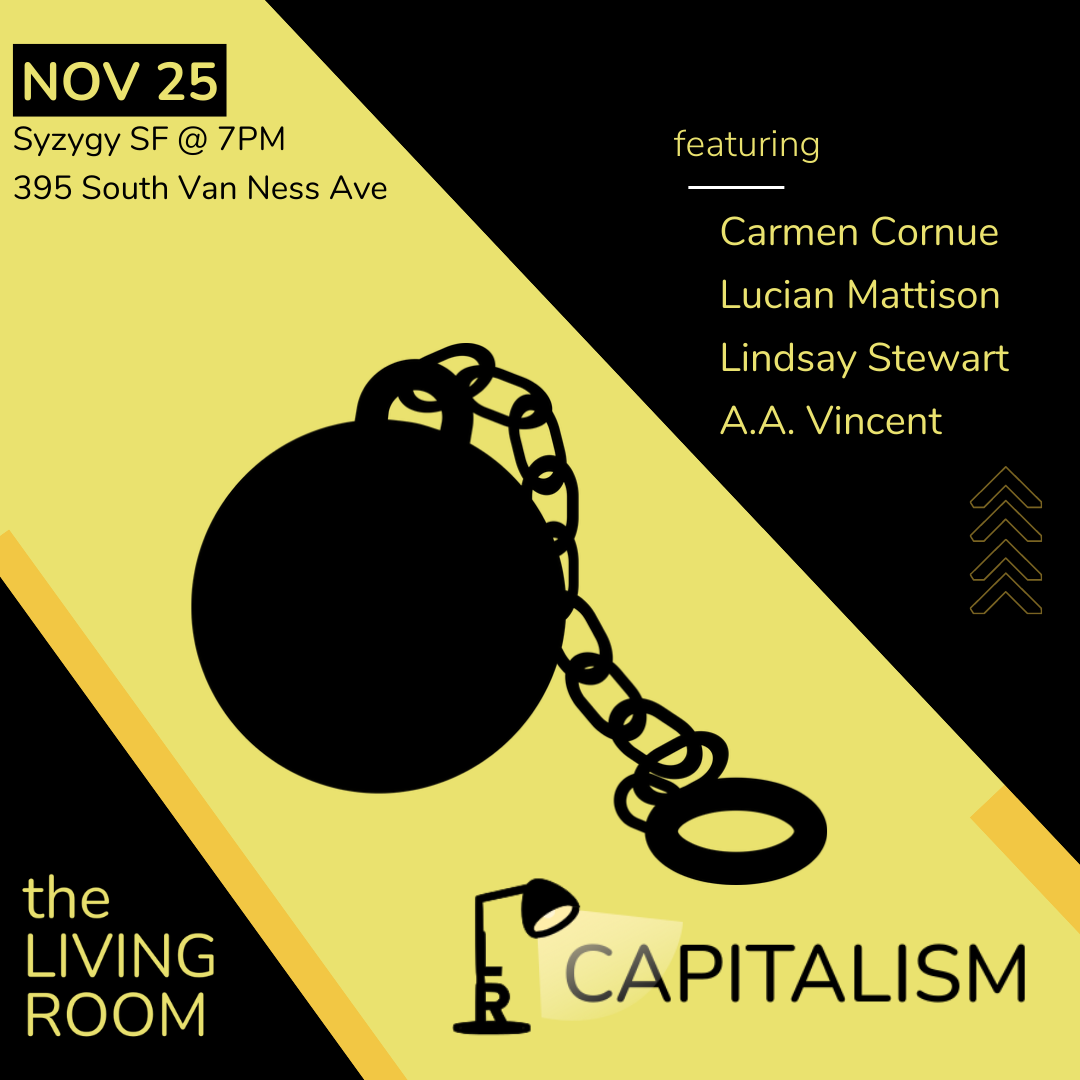 NOV 25
Syzygy SF @ 7PM
395 South Van Ness Ave
featuring
Carmen Cornue
Lucian Mattison
Lindsay Stewart
A.A. Vincent
the
LIVING
ROOM
LR
CAPITALISM